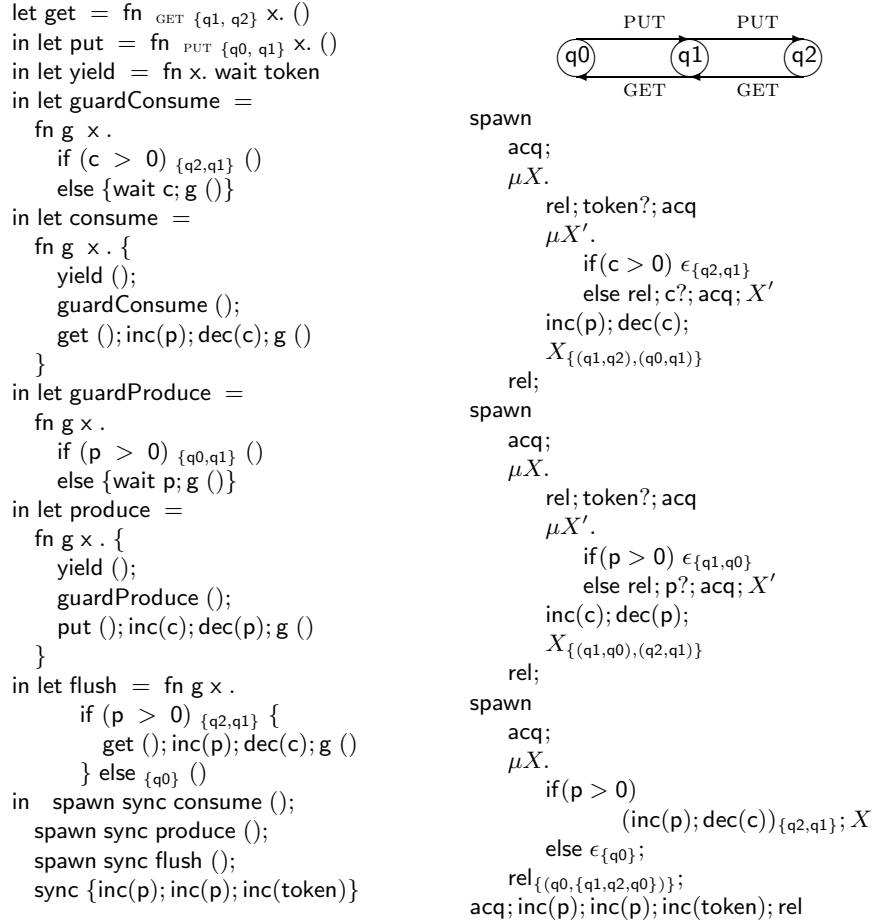 let get = fn GET {q1, q2} x. ()
in let put = fn PUT {q0, q1} x. ()
in let yield = fn x. wait token
in let guardConsume =
fn g x .
if (c > 0) {q2,q1} ()
else {wait c; g ()}
in let consume =
fn g x . {
yield ();
guardConsume ();
get (); inc(p); dec(c); g ()
}
in let guardProduce =
fn g x .
if (p > 0) {q0,q1} ()
else {wait p; g ()}
in let produce =
fn g x . {
yield ();
guardProduce ();
put (); inc(c); dec(p); g ()
}
in let flush = fn g x .
if (p > 0) {q2,q1} {
get (); inc(p); dec(c); g ()
} else {q0} ()
in spawn sync consume ();
spawn sync produce ();
spawn sync flush ();
sync {inc(p); inc(p); inc(token)}
PUT PUT
q0 q1 q2
GET GET
spawn
acq;
μX.
rel; token?; acq
μX′.
if(c > 0) ϵ{q2,q1}
else rel; c?; acq; X′
inc(p); dec(c);
X{(q1,q2),(q0,q1)}
rel;
spawn
acq;
μX.
rel; token?; acq
μX′.
if(p > 0) ϵ{q1,q0}
else rel; p?; acq; X′
inc(c); dec(p);
X{(q1,q0),(q2,q1)}
rel;
spawn
acq;
μX.
if(p > 0)
(inc(p); dec(c)){q2,q1}; X
else ϵ{q0};
rel{(q0,{q1,q2,q0})};
acq; inc(p); inc(p); inc(token); rel